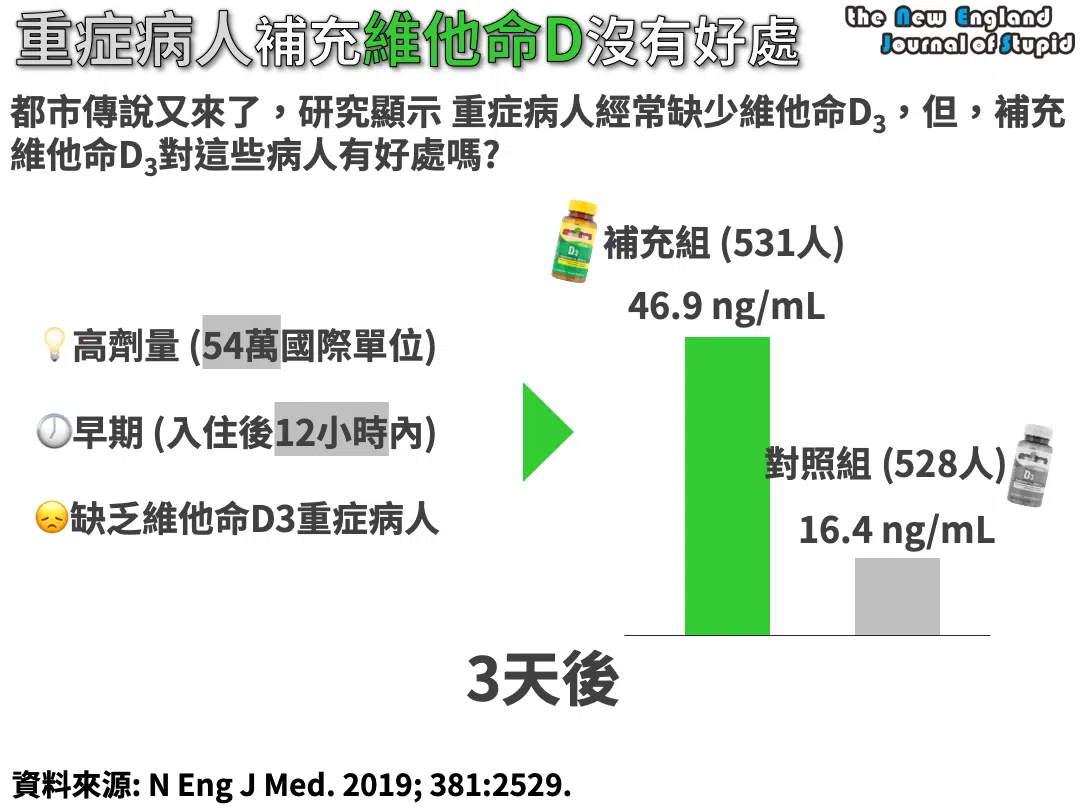 重症病人補充維他命D沒有好處
the New England
Journal of Stupid
都市傳說又來了，研究顯示 重症病人經常缺少維他命D₃，但，補充
維他命D₃對這些病人有好處嗎?
補充組 (531人)
46.9 ng/mL
D3
高劑量 (54萬國際單位)
早期 (入住後12小時內)
缺乏維他命D3重症病人
對照組 (528人)
D3
16.4 ng/mL
3天後
資料來源: N Eng J Med. 2019; 381:2529.